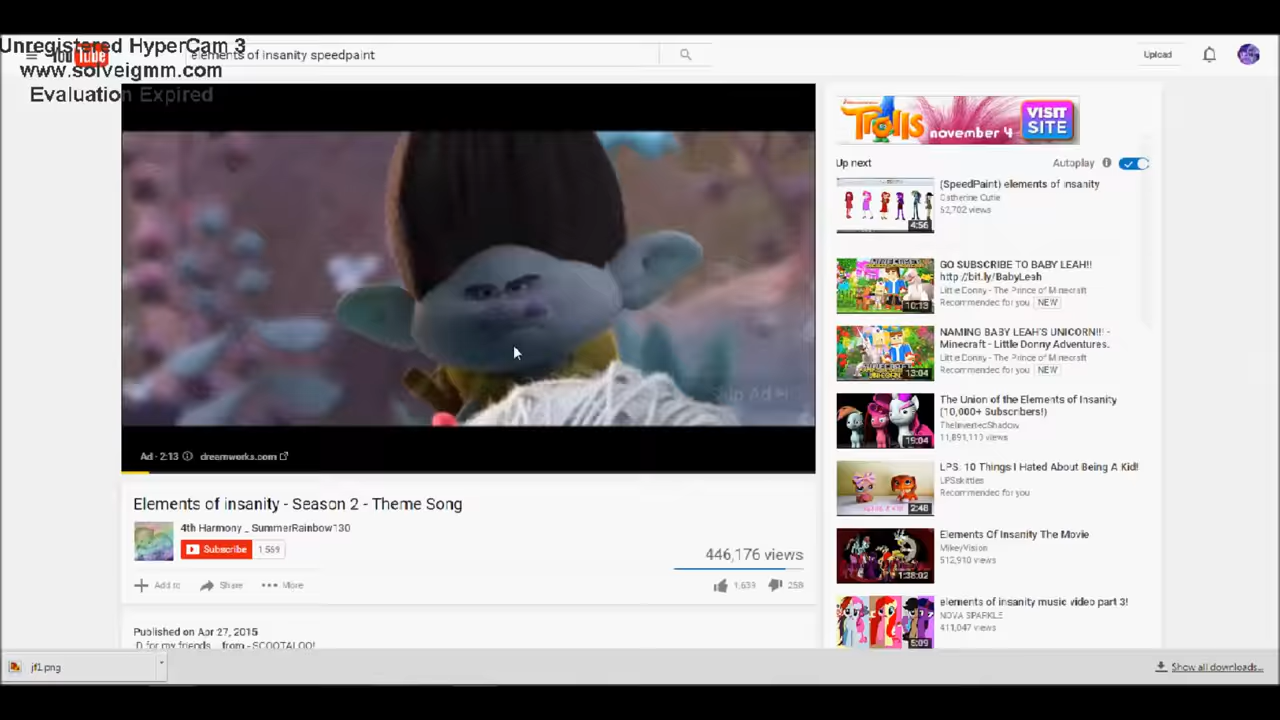 Unregistered HyperCam 3
www.solveigmm.com
Evaluation Expired
YouTube
elements of insanity speedpaint
Upload
Skip Ad
Ad · 2:13
dreamworks.com
Elements of insanity - Season 2 - Theme Song
4th Harmony _ SummerRainbow130
Subscribe 1,569
446,176 views
Add to Share More
1,633 258
Published on Apr 27, 2015
from - SCOOTALOO!
TRolls november 4 VISIT SITE
Up next Autoplay
(SpeedPaint) elements of insanity
Catherine Cutie
52,702 views
4:56
GO SUBSCRIBE TO BABY LEAH!!
http://bit.ly/BabyLeah
Little Donny - The Prince of Minecraft
Recommended for you NEW
10:13
NAMING BABY LEAH'S UNICORN!!! -
Minecraft - Little Donny Adventures.
Little Donny - The Prince of Minecraft
Recommended for you NEW
13:04
The Union of the Elements of Insanity
(10,000+ Subscribers!)
TheInvertedShadow
11,891,110 views
19:04
LPS: 10 Things I Hated About Being A Kid!
LPSskittles
Recommended for you
2:48
Elements Of Insanity The Movie
MikeyVision
512,910 views
1:38:02
elements of insanity music video part 3!
NOVA SPARKLE
411,047 views
5:09
jf1.png
Show all downloads...